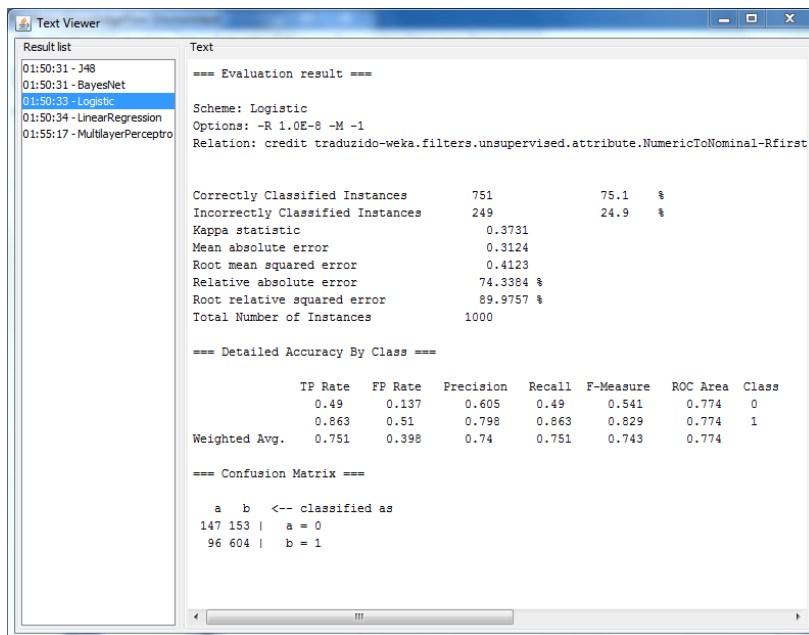 Text Viewer
Result list
01:50:31 - J48
01:50:31 - BayesNet
01:50:33 - Logistic
01:50:34 - LinearRegression
01:55:17 - MultilayerPerceptro
Text
=== Evaluation result ===
Scheme: Logistic
Options: -R 1.0E-8 -M -1
Relation: credit traduzido-weka.filters.unsupervised.attribute.NumericToNominal-Rfirst
Correctly Classified Instances 751 75.1 %
Incorrectly Classified Instances 249 24.9 %
Kappa statistic 0.3731
Mean absolute error 0.3124
Root mean squared error 0.4123
Relative absolute error 74.3384 %
Root relative squared error 89.9757 %
Total Number of Instances 1000
=== Detailed Accuracy By Class ===
TP Rate FP Rate Precision Recall F-Measure ROC Area Class
0.49 0.137 0.605 0.49 0.541 0.774 0
0.863 0.51 0.798 0.863 0.829 0.774 1
Weighted Avg. 0.751 0.398 0.74 0.751 0.743 0.774
=== Confusion Matrix ===
a b <-- classified as
147 153 | a = 0
96 604 | b = 1